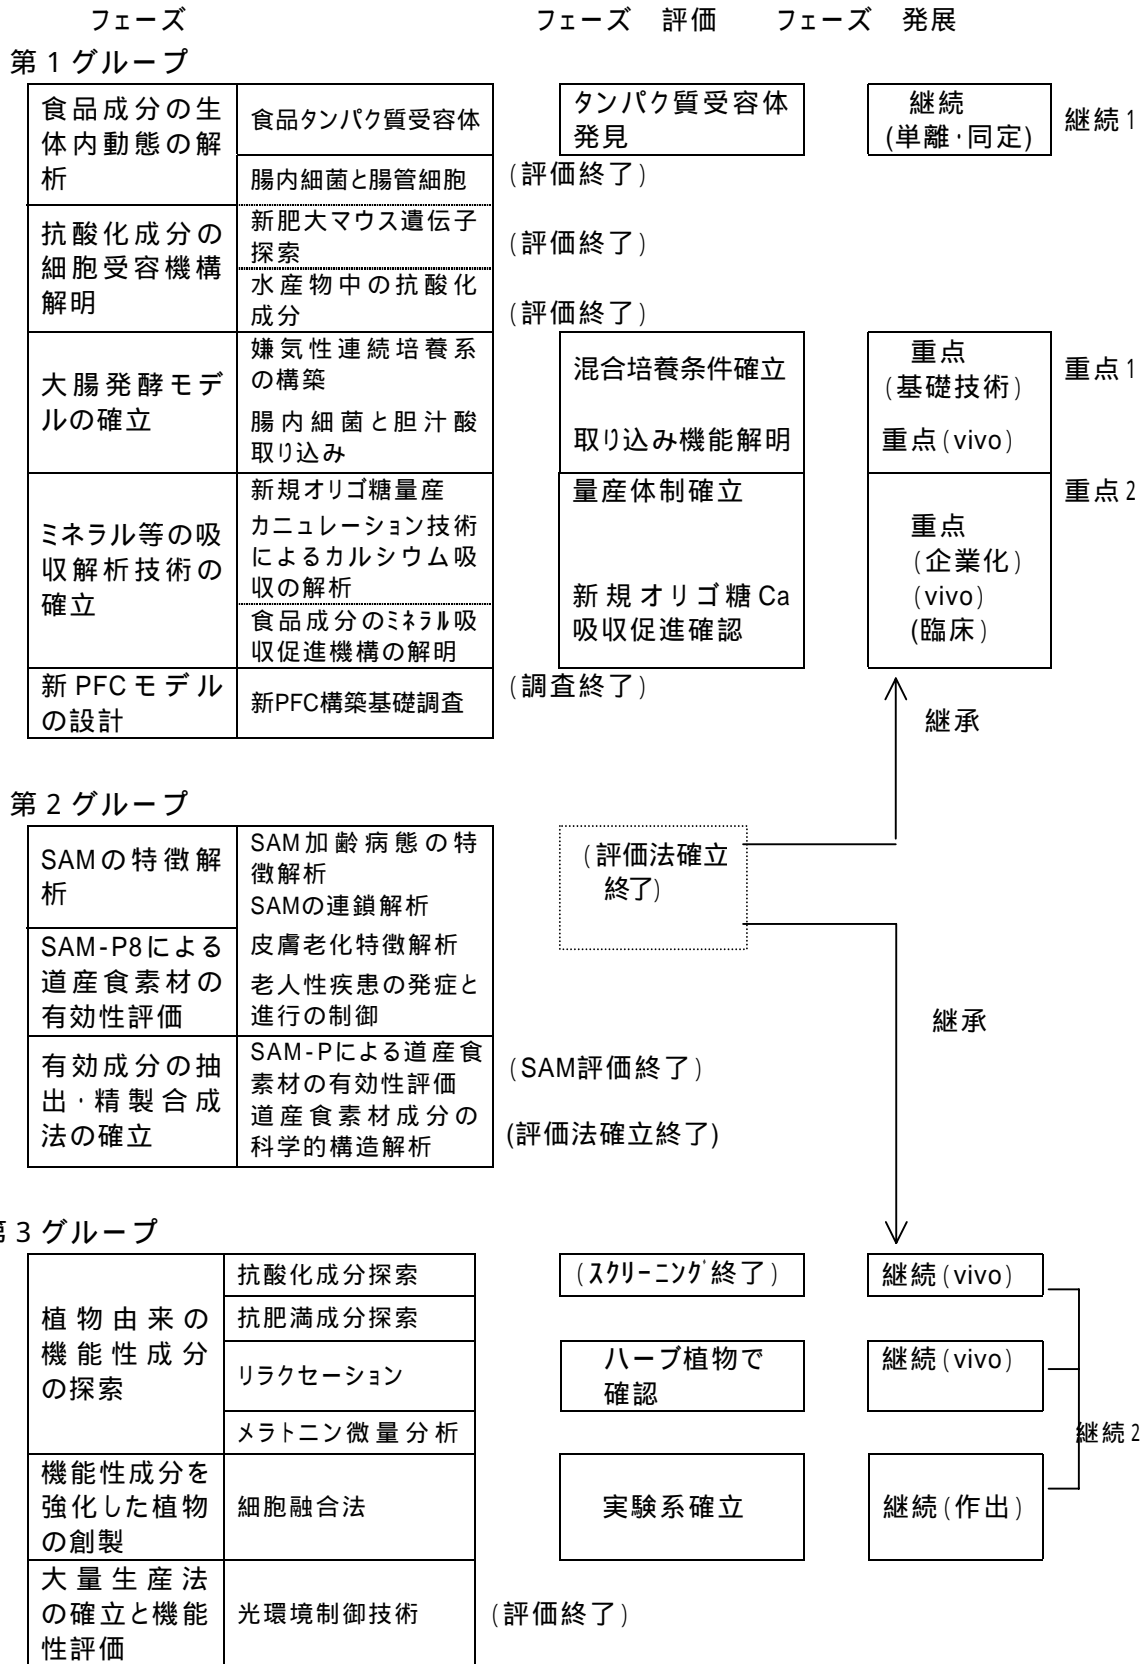 フェーズ
フェーズ 評価
フェーズ 発展
第1グループ
食品成分の生
体内動態の解
析
食品タンパク質受容体
タンパク質受容体
発見
継続
(単離・同定)
継続1
腸内細菌と腸管細胞
(評価終了)
抗酸化成分の
細胞受容機構
解明
新肥大マウス遺伝子
探索
(評価終了)
水産物中の抗酸化
成分
(評価終了)
大腸発酵モデ
ルの確立
嫌気性連続培養系
の構築
混合培養条件確立
重点
(基礎技術)
重点1
腸内細菌と胆汁酸
取り込み
取り込み機能解明
重点(vivo)
ミネラル等の吸
収解析技術の
確立
新規オリゴ糖量産
カニュレーション技術
によるカルシウム吸
収の解析
食品成分のミネラル吸
収促進機構の解明
量産体制確立
新規オリゴ糖Ca
吸収促進確認
重点
(企業化)
(vivo)
(臨床)
重点2
新PFCモデル
の設計
新PFC構築基礎調査
(調査終了)
継承
第2グループ
SAMの特徴解
析
SAM加齢病態の特
徴解析
SAMの連鎖解析
(評価法確立
終了)
SAM-P8による
道産食素材の
有効性評価
皮膚老化特徴解析
老人性疾患の発症と
進行の制御
継承
有効成分の抽
出・精製合成
法の確立
SAM-Pによる道産食
素材の有効性評価
道産食素材成分の
科学的構造解析
(SAM評価終了)
(評価法確立終了)
第3グループ
植物由来の
機能性成分
の探索
抗酸化成分探索
(スクリーニング終了)
継続(vivo)
抗肥満成分探索
リラクセーション
ハーブ植物で
確認
継続(vivo)
メラトニン微量分析
継続2
機能性成分を
強化した植物
の創製
細胞融合法
実験系確立
継続(作出)
大量生産法
の確立と機能
性評価
光環境制御技術
(評価終了)